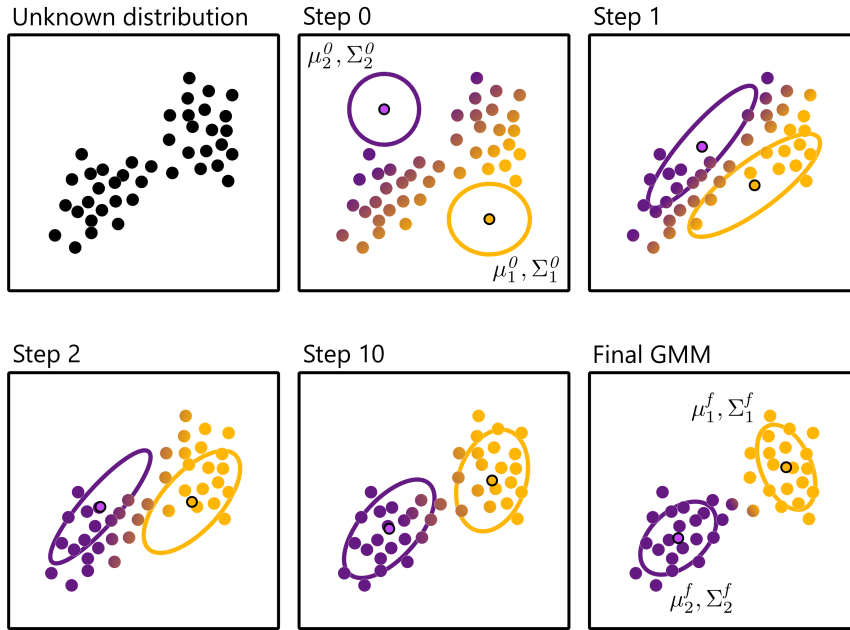 Unknown distribution
Step 0
Step 1
μ₂⁰, Σ₂⁰
μ₁⁰, Σ₁⁰
Step 2
Step 10
Final GMM
μ₁ᶠ, Σ₁ᶠ
μ₂ᶠ, Σ₂ᶠ